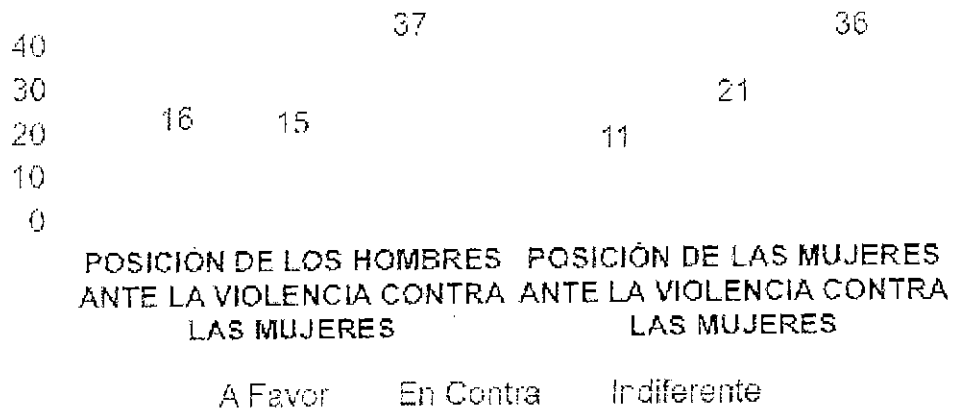 37 36
40
30 21
16 15
20 11
10
0
POSICIÓN DE LOS HOMBRES POSICIÓN DE LAS MUJERES
ANTE LA VIOLENCIA CONTRA ANTE LA VIOLENCIA CONTRA
LAS MUJERES LAS MUJERES
A Favor En Contra Indiferente